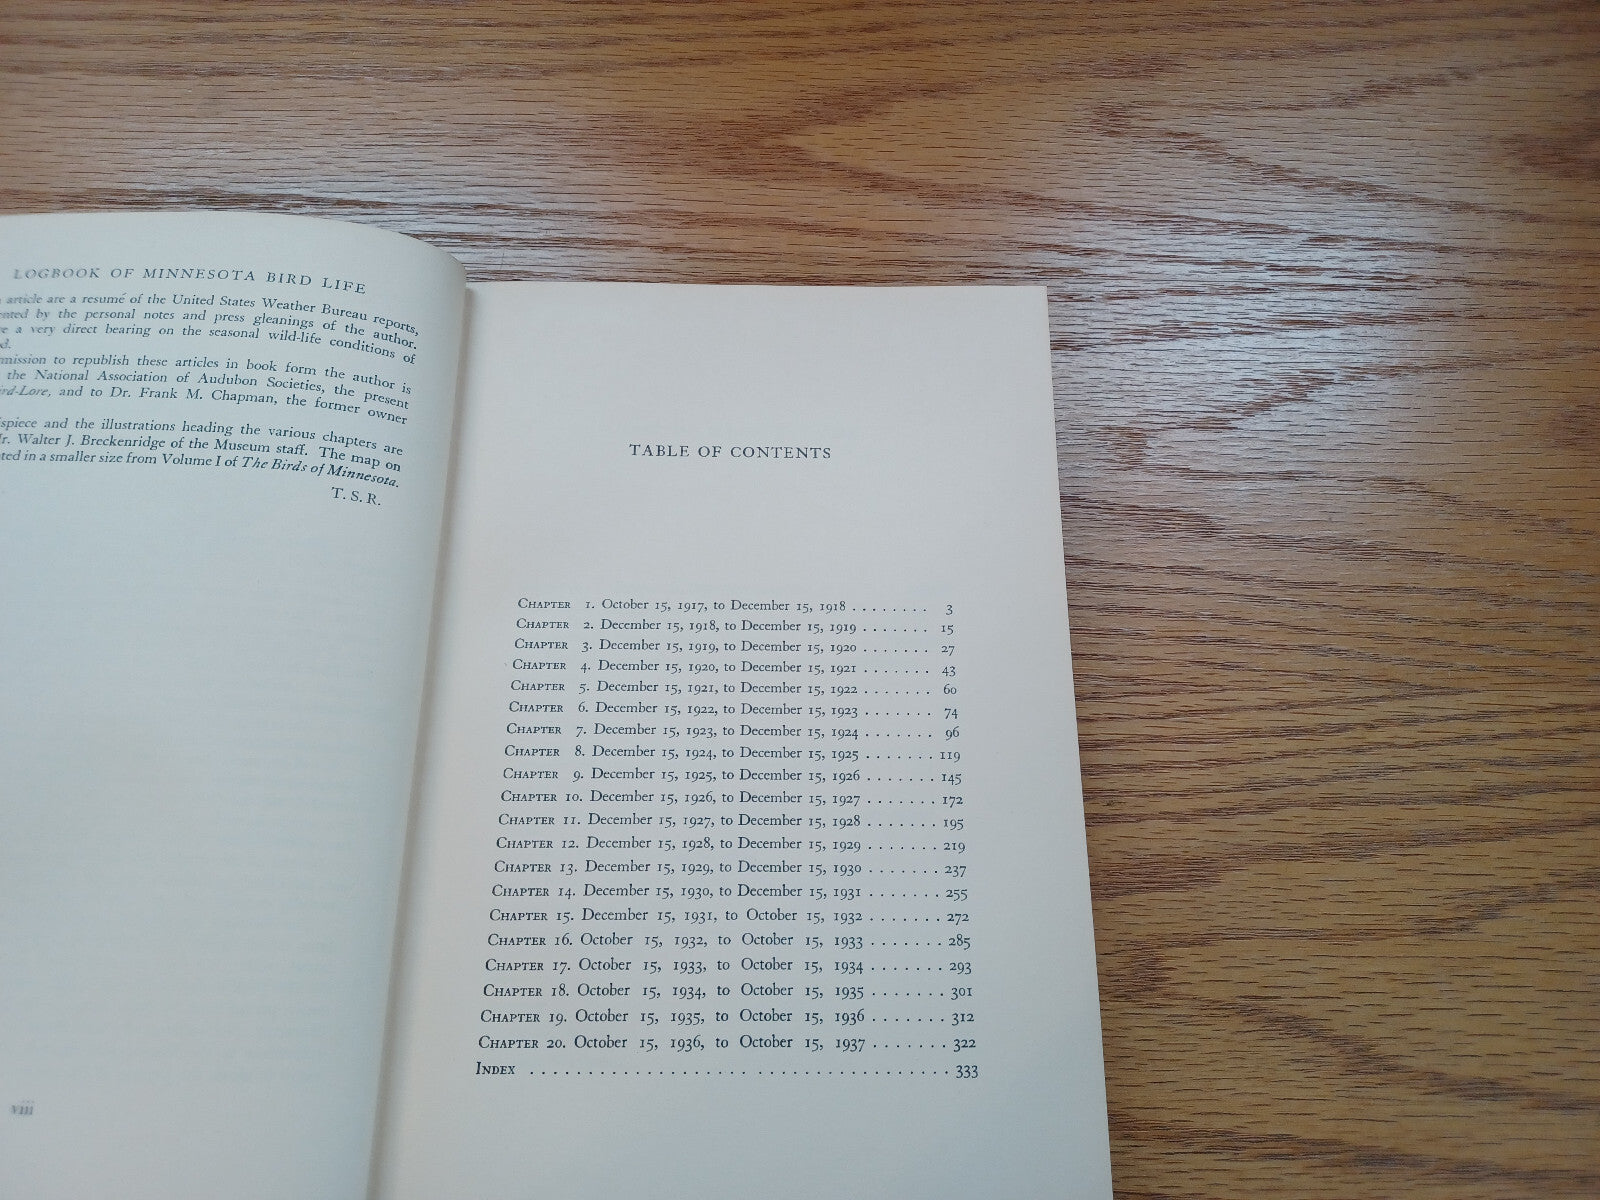 LOGBOOK OF MINNESOTA BIRD LIFE
article are a resumé of the United States Weather Bureau reports,
by the personal notes and press gleanings of the author.
a very direct bearing on the seasonal wild-life conditions of
to republish these articles in book form the author is
the National Association of Audubon Societies, the present
and to Dr. Frank M. Chapman, the former owner
and the illustrations heading the various chapters are
Walter J. Breckenridge of the Museum staff. The map on
in a smaller size from Volume I of The Birds of Minnesota.
T. S. R.
viii
TABLE OF CONTENTS
CHAPTER 1. October 15, 1917, to December 15, 1918 ........ 3
CHAPTER 2. December 15, 1918, to December 15, 1919 ....... 15
CHAPTER 3. December 15, 1919, to December 15, 1920 ....... 27
CHAPTER 4. December 15, 1920, to December 15, 1921 ....... 43
CHAPTER 5. December 15, 1921, to December 15, 1922 ....... 60
CHAPTER 6. December 15, 1922, to December 15, 1923 ....... 74
CHAPTER 7. December 15, 1923, to December 15, 1924 ....... 96
CHAPTER 8. December 15, 1924, to December 15, 1925 ....... 119
CHAPTER 9. December 15, 1925, to December 15, 1926 ....... 145
CHAPTER 10. December 15, 1926, to December 15, 1927 ....... 172
CHAPTER 11. December 15, 1927, to December 15, 1928 ....... 195
CHAPTER 12. December 15, 1928, to December 15, 1929 ....... 219
CHAPTER 13. December 15, 1929, to December 15, 1930 ....... 237
CHAPTER 14. December 15, 1930, to December 15, 1931 ....... 255
CHAPTER 15. December 15, 1931, to October 15, 1932 ....... 272
CHAPTER 16. October 15, 1932, to October 15, 1933 ....... 285
CHAPTER 17. October 15, 1933, to October 15, 1934 ....... 293
CHAPTER 18. October 15, 1934, to October 15, 1935 ....... 301
CHAPTER 19. October 15, 1935, to October 15, 1936 ....... 312
CHAPTER 20. October 15, 1936, to October 15, 1937 ....... 322
INDEX .................................... 333